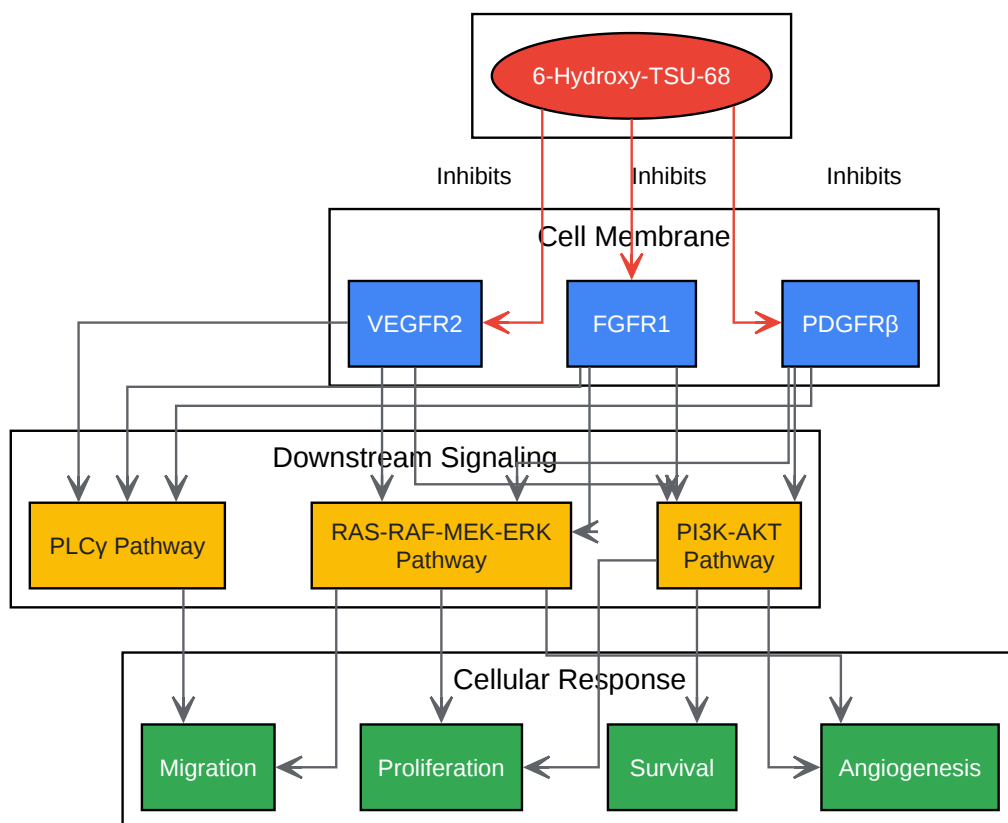 6-Hydroxy-TSU-68
Inhibits
Inhibits
Inhibits
Cell Membrane
VEGFR2
FGFR1
PDGFRβ
Downstream Signaling
PLCγ Pathway
RAS-RAF-MEK-ERK
Pathway
PI3K-AKT
Pathway
Cellular Response
Migration
Proliferation
Survival
Angiogenesis